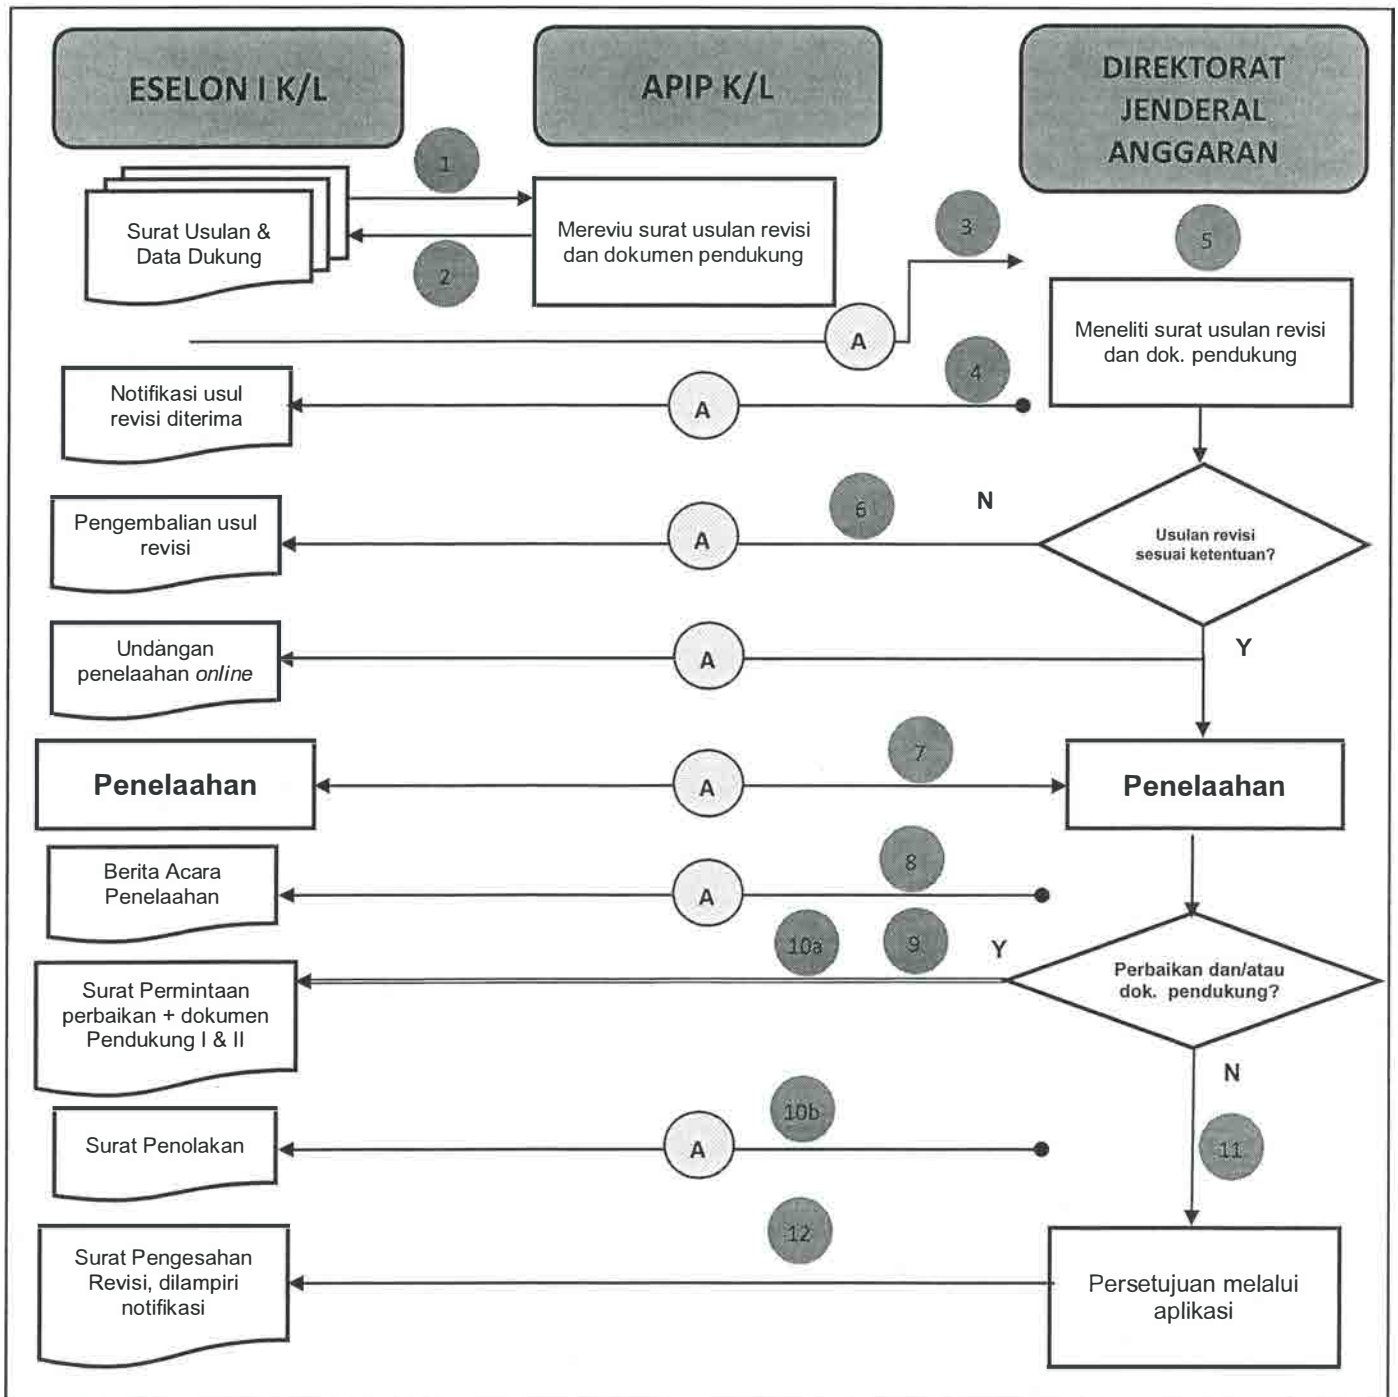 ESELON I K/L
APIP K/L
DIREKTORAT
JENDERAL
ANGGARAN
1
Surat Usulan &
Data Dukung
2
Mereviu surat usulan revisi
dan dokumen pendukung
3
5
Meneliti surat usulan revisi
dan dok. pendukung
A
4
Notifikasi usul
revisi diterima
A
6
N
Pengembalian usul
revisi
A
Usulan revisi
sesuai ketentuan?
Y
Undangan
penelaahan online
A
7
Penelaahan
A
Penelaahan
8
Berita Acara
Penelaahan
A
10a
9
Y
Perbaikan dan/atau
dok. pendukung?
Surat Permintaan
perbaikan + dokumen
Pendukung I & II
N
10b
Surat Penolakan
A
11
12
Surat Pengesahan
Revisi, dilampiri
notifikasi
Persetujuan melalui
aplikasi